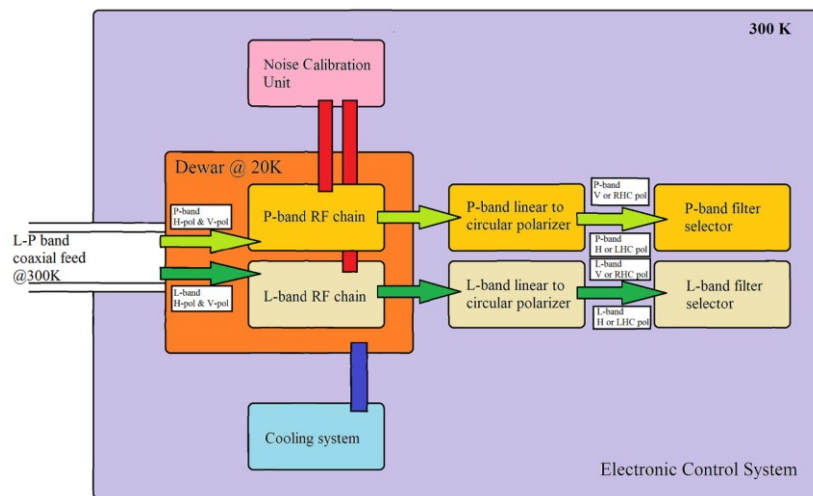 300 K
Noise Calibration
Unit
Dewar @ 20K
P-band
H-pol & V-pol
P-band RF chain
P-band linear to
circular polarizer
P-band
V or RHC pol
P-band filter
selector
L-P band
coaxial feed
@300K
P-band
H or LHC pol
L-band
H-pol & V-pol
L-band RF chain
L-band linear to
circular polarizer
L-band
V or RHC pol
L-band
H or LHC pol
L-band filter
selector
Cooling system
Electronic Control System